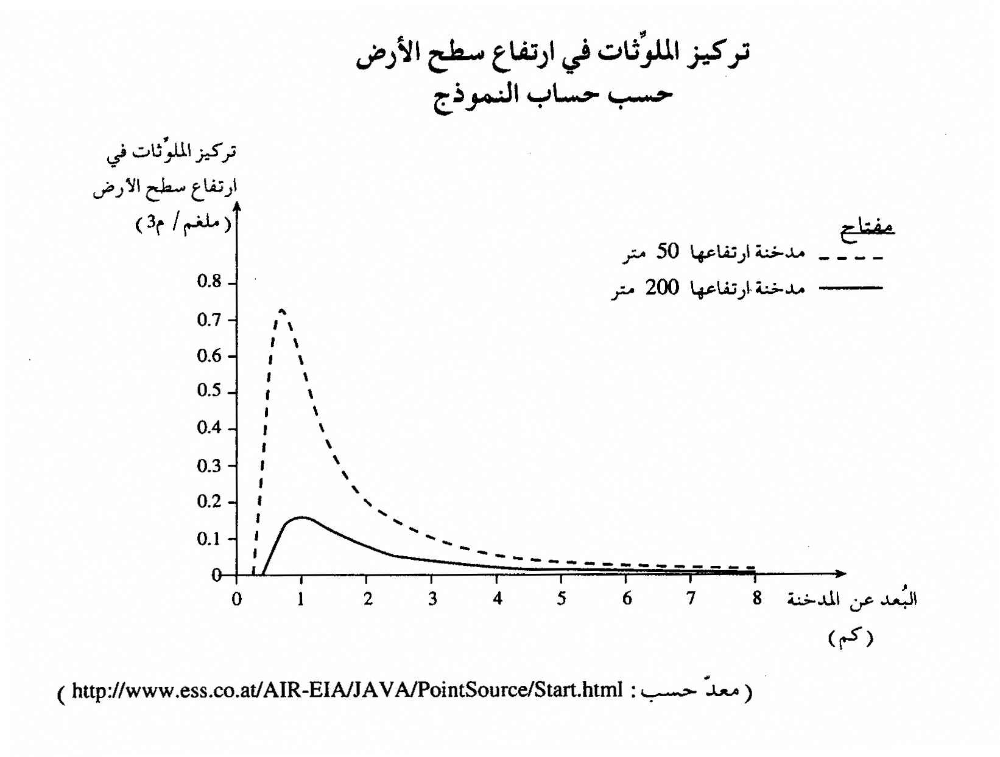 تركيز الملوِّثات في ارتفاع سطح الأرض
حسب حساب النموذج
تركيز الملوِّثات في
ارتفاع سطح الأرض
(ملغم / م3)
مفتاح
مدخنة ارتفاعها 50 متر
مدخنة ارتفاعها 200 متر
0.8
0.7
0.6
0.5
0.4
0.3
0.2
0.1
0
0 1 2 3 4 5 6 7 8
البُعد عن المدخنة
(كم)
(معدّ حسب : http://www.ess.co.at/AIR-EIA/JAVA/PointSource/Start.html)